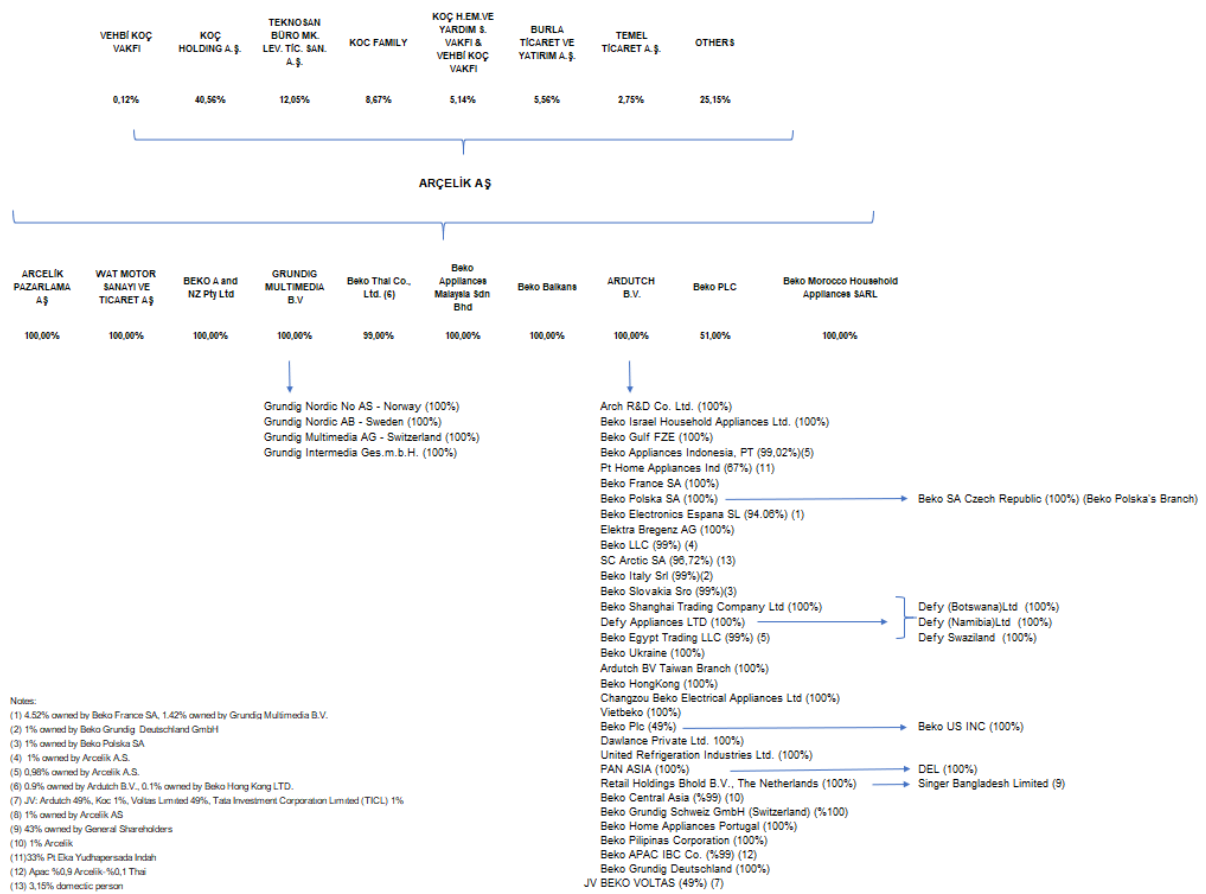 VEHBİ KOÇ
VAKFI
KOÇ
HOLDING A.Ş.
TEKNOSAN
BÜRO MK.
LEV. TİC. SAN.
A.Ş.
KOC FAMILY
KOÇ H.EM.VE
YARDIM S.
VAKFI &
VEHBİ KOÇ
VAKFI
BURLA
TİCARET VE
YATIRIM A.Ş.
TEMEL
TİCARET A.Ş.
OTHERS
0,12%
40,56%
12,05%
8,67%
5,14%
5,56%
2,75%
25,15%
ARÇELİK AŞ
ARCELİK
PAZARLAMA
AŞ
WAT MOTOR
SANAYI VE
TICARET AŞ
BEKO A and
NZ Pty Ltd
GRUNDIG
MULTIMEDIA
B.V
Beko Thai Co.,
Ltd. (6)
Beko
Appliances
Malaysia Sdn
Bhd
Beko Balkans
ARDUTCH
B.V.
Beko PLC
Beko Morocco Household
Appliances SARL
100,00%
100,00%
100,00%
100,00%
99,00%
100,00%
100,00%
100,00%
51,00%
100,00%
Grundig Nordic No AS - Norway (100%)
Grundig Nordic AB - Sweden (100%)
Grundig Multimedia AG - Switzerland (100%)
Grundig Intermedia Ges.m.b.H. (100%)
Arch R&D Co. Ltd. (100%)
Beko Israel Household Appliances Ltd. (100%)
Beko Gulf FZE (100%)
Beko Appliances Indonesia, PT (99,02%)(5)
Pt Home Appliances Ind (67%) (11)
Beko France SA (100%)
Beko Polska SA (100%)
Beko SA Czech Republic (100%) (Beko Polska's Branch)
Beko Electronics Espana SL (94.06%) (1)
Elektra Bregenz AG (100%)
Beko LLC (99%) (4)
SC Arctic SA (96,72%) (13)
Beko Italy Srl (99%)(2)
Beko Slovakia Sro (99%)(3)
Beko Shanghai Trading Company Ltd (100%)
Defy (Botswana)Ltd (100%)
Defy Appliances LTD (100%)
Defy (Namibia)Ltd (100%)
Beko Egypt Trading LLC (99%) (5)
Defy Swaziland (100%)
Beko Ukraine (100%)
Ardutch BV Taiwan Branch (100%)
Beko HongKong (100%)
Changzou Beko Electrical Appliances Ltd (100%)
Vietbeko (100%)
Beko Plc (49%)
Beko US INC (100%)
Dawlance Private Ltd. 100%)
United Refrigeration Industries Ltd. (100%)
PAN ASIA (100%)
DEL (100%)
Retail Holdings Bhold B.V., The Netherlands (100%)
Singer Bangladesh Limited (9)
Beko Central Asia (%99) (10)
Beko Grundig Schweiz GmbH (Switzerland) (%100)
Beko Home Appliances Portugal (100%)
Beko Pilipinas Corporation (100%)
Beko APAC IBC Co. (%99) (12)
Beko Grundig Deutschland (100%)
JV BEKO VOLTAS (49%) (7)
Notes:
(1) 4.52% owned by Beko France SA, 1.42% owned by Grundig Multimedia B.V.
(2) 1% owned by Beko Grundig Deutschland GmbH
(3) 1% owned by Beko Polska SA
(4) 1% owned by Arcelik A.S.
(5) 0,98% owned by Arcelik A.S.
(6) 0.9% owned by Ardutch B.V., 0.1% owned by Beko Hong Kong LTD.
(7) JV: Ardutch 49%, Koc 1%, Voltas Limited 49%, Tata Investment Corporation Limited (TICL) 1%
(8) 1% owned by Arcelik AS
(9) 43% owned by General Shareholders
(10) 1% Arcelik
(11)33% Pt Eka Yudhapersada Indah
(12) Apac %0,9 Arcelik-%0,1 Thai
(13) 3,15% domectic person